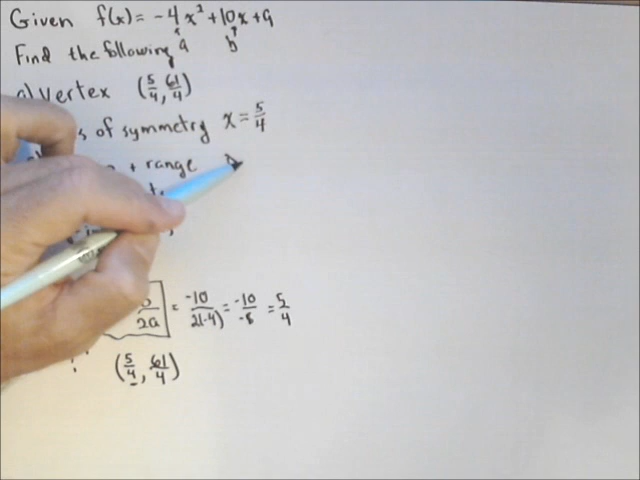 Given f(x) = -4x² + 10x + 9
Find the following a b
a) Vertex (5/4, 61/4)
of symmetry x = 5/4
+ range
2a = -10/2(-4) = -10/-8 = 5/4
(5/4, 61/4)